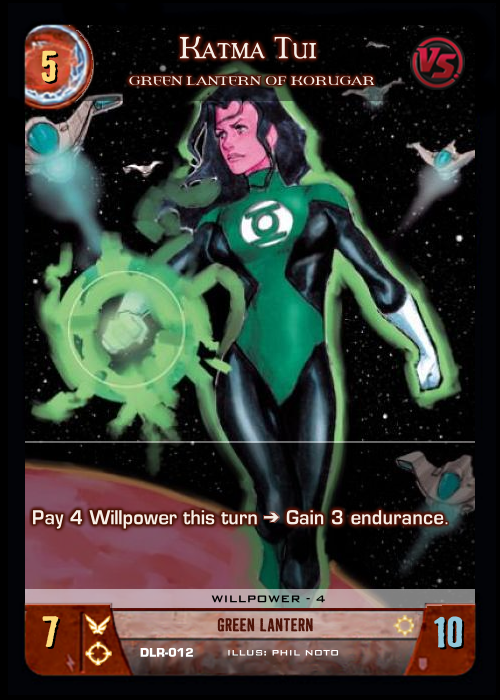 5
KATMA TUI
GREEN LANTERN OF KORUGAR
VS.
Pay 4 Willpower this turn ➔ Gain 3 endurance.
WILLPOWER - 4
7
GREEN LANTERN
10
DLR-012 ILLUS: PHIL NOTO